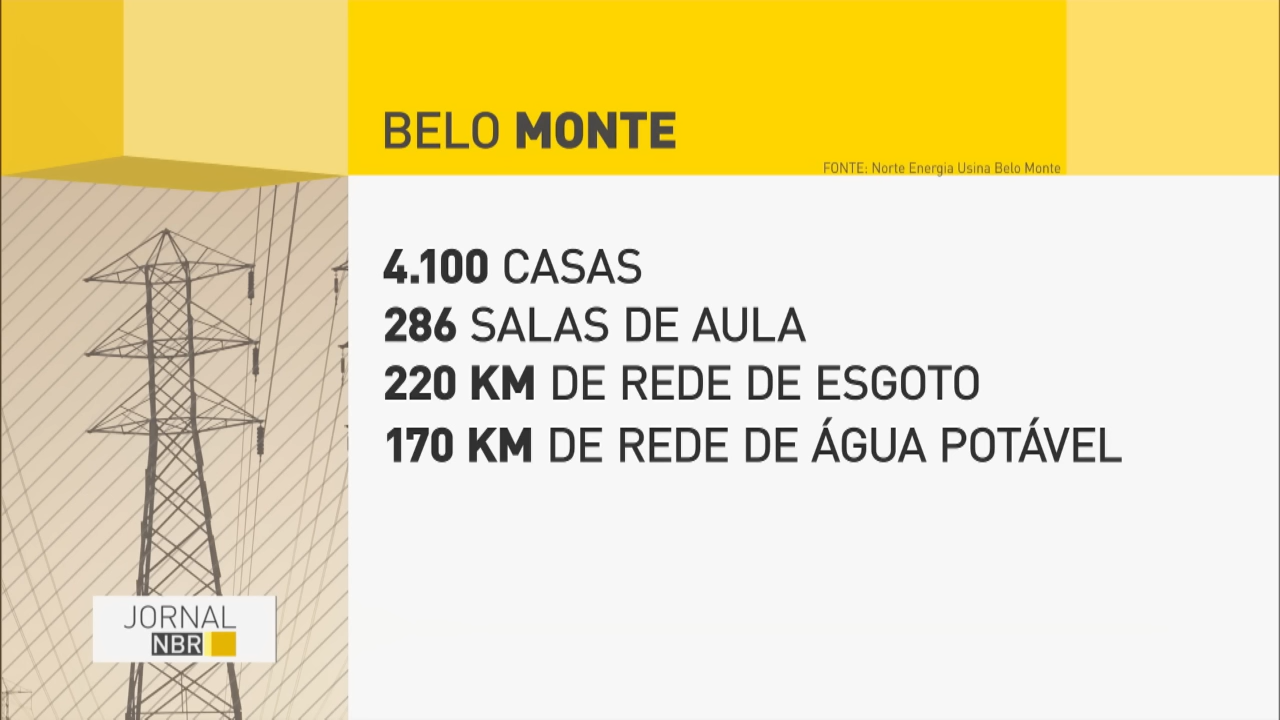 BELO MONTE
FONTE: Norte Energia Usina Belo Monte
4.100 CASAS
286 SALAS DE AULA
220 KM DE REDE DE ESGOTO
170 KM DE REDE DE ÁGUA POTÁVEL
JORNAL
NBR